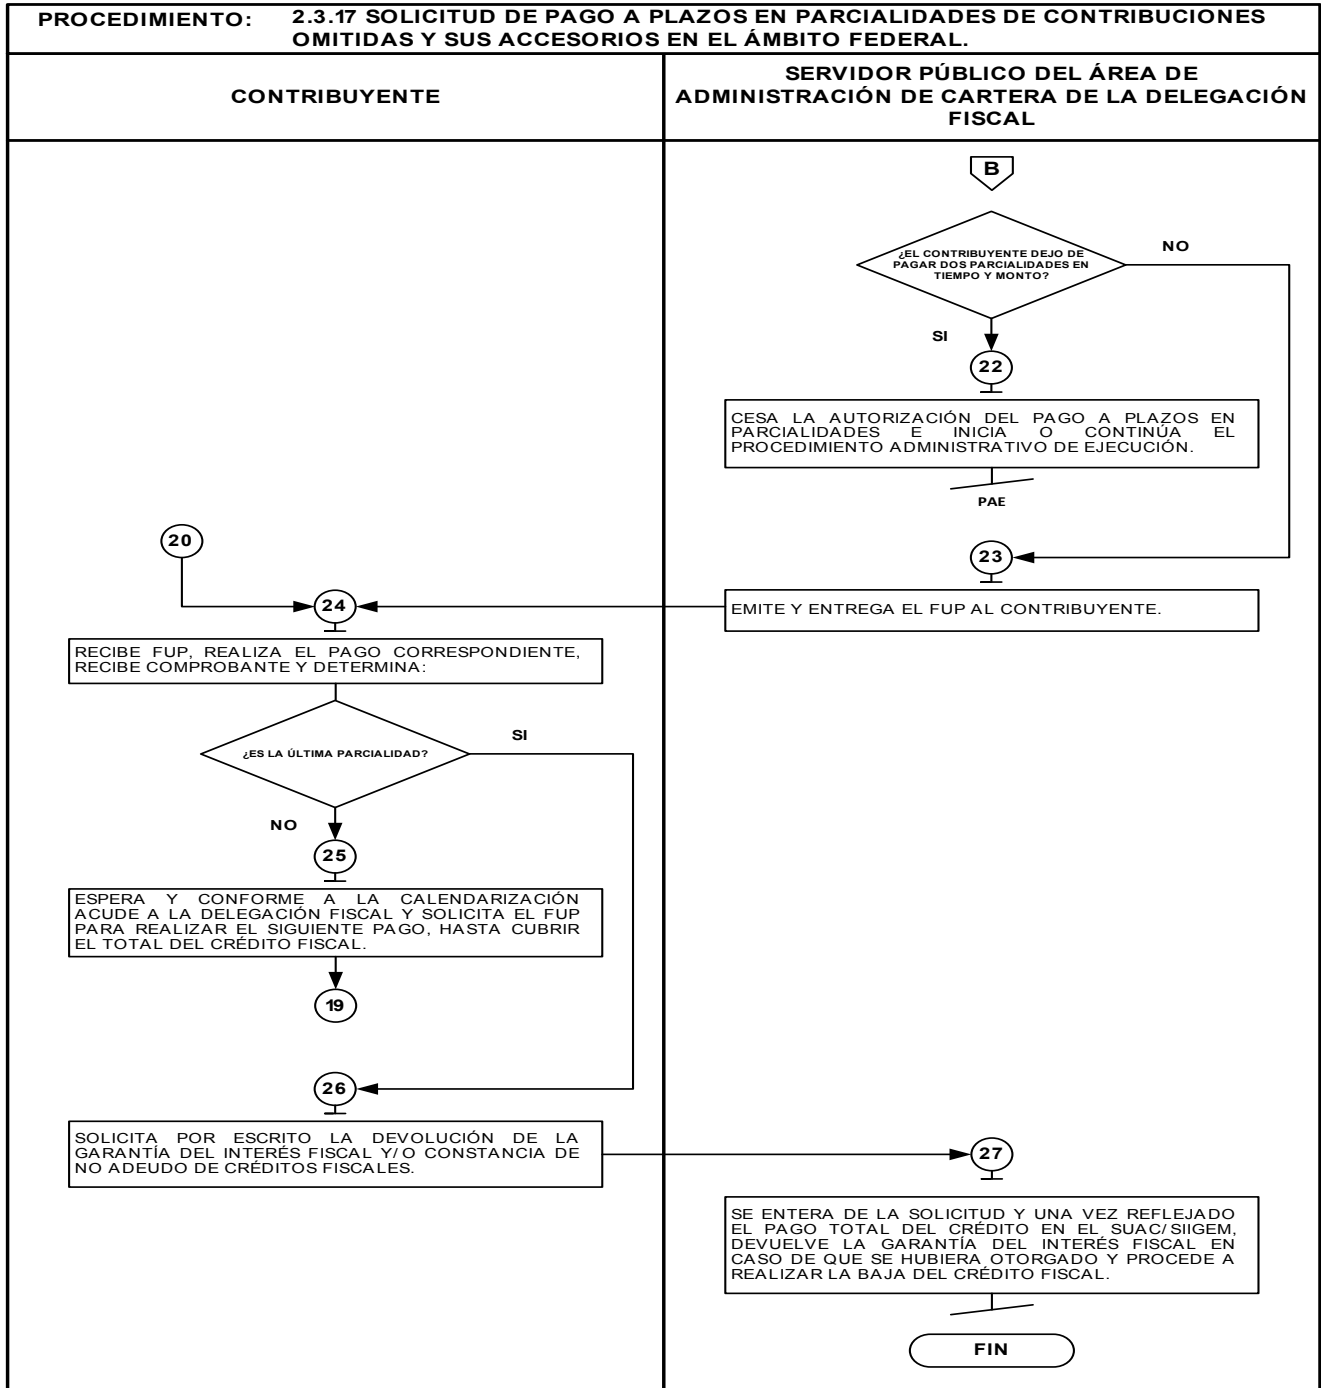 PROCEDIMIENTO: 2.3.17 SOLICITUD DE PAGO A PLAZOS EN PARCIALIDADES DE CONTRIBUCIONES
OMITIDAS Y SUS ACCESORIOS EN EL ÁMBITO FEDERAL.
CONTRIBUYENTE
SERVIDOR PÚBLICO DEL ÁREA DE
ADMINISTRACIÓN DE CARTERA DE LA DELEGACIÓN
FISCAL
B
¿EL CONTRIBUYENTE DEJO DE
PAGAR DOS PARCIALIDADES EN
TIEMPO Y MONTO?
NO
SI
22
CESA LA AUTORIZACIÓN DEL PAGO A PLAZOS EN
PARCIALIDADES E INICIA O CONTINÚA EL
PROCEDIMIENTO ADMINISTRATIVO DE EJECUCIÓN.
PAE
20
23
24
EMITE Y ENTREGA EL FUP AL CONTRIBUYENTE.
RECIBE FUP, REALIZA EL PAGO CORRESPONDIENTE,
RECIBE COMPROBANTE Y DETERMINA:
¿ES LA ÚLTIMA PARCIALIDAD?
SI
NO
25
ESPERA Y CONFORME A LA CALENDARIZACIÓN
ACUDE A LA DELEGACIÓN FISCAL Y SOLICITA EL FUP
PARA REALIZAR EL SIGUIENTE PAGO, HASTA CUBRIR
EL TOTAL DEL CRÉDITO FISCAL.
19
26
SOLICITA POR ESCRITO LA DEVOLUCIÓN DE LA
GARANTÍA DEL INTERÉS FISCAL Y/O CONSTANCIA DE
NO ADEUDO DE CRÉDITOS FISCALES.
27
SE ENTERA DE LA SOLICITUD Y UNA VEZ REFLEJADO
EL PAGO TOTAL DEL CRÉDITO EN EL SUAC/SIIGEM,
DEVUELVE LA GARANTÍA DEL INTERÉS FISCAL EN
CASO DE QUE SE HUBIERA OTORGADO Y PROCEDE A
REALIZAR LA BAJA DEL CRÉDITO FISCAL.
FIN